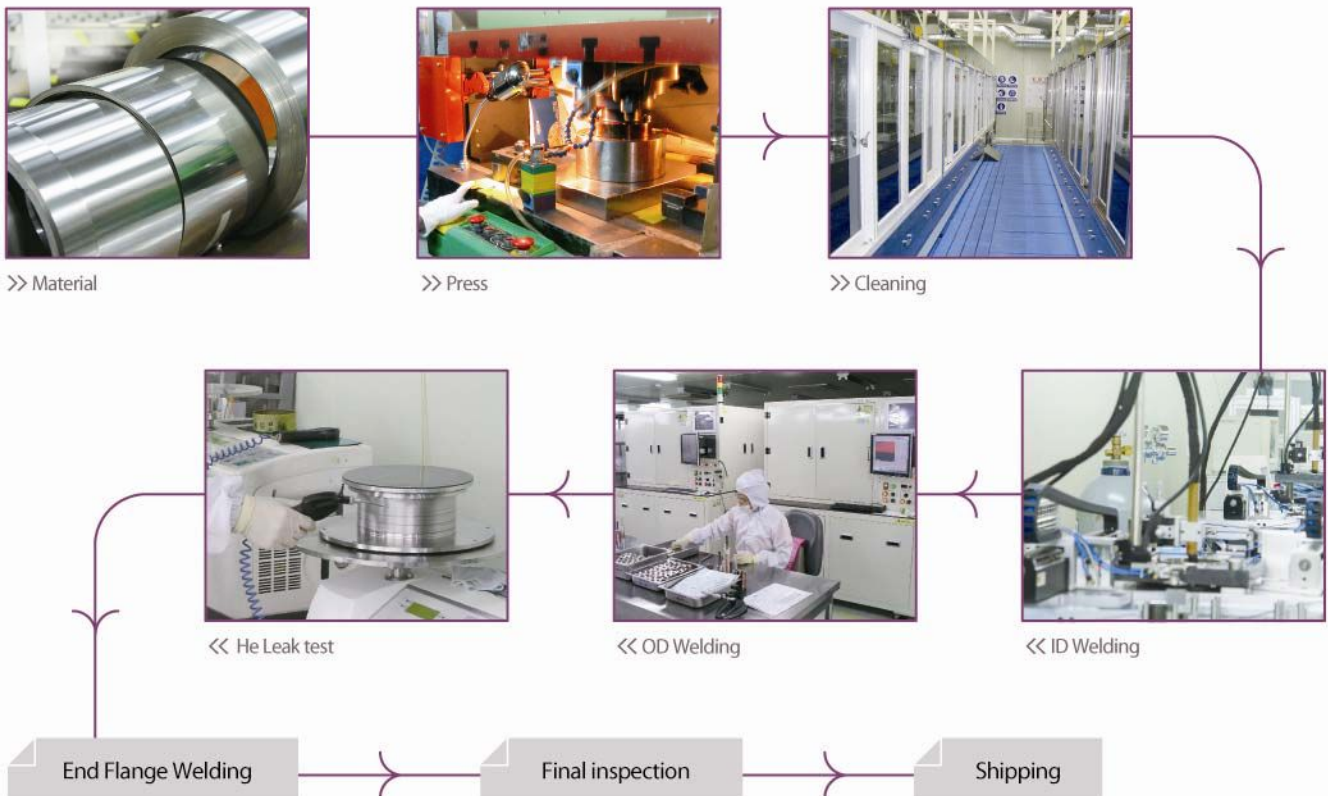 >> Material
>> Press
>> Cleaning
<< He Leak test
<< OD Welding
<< ID Welding
End Flange Welding
Final inspection
Shipping